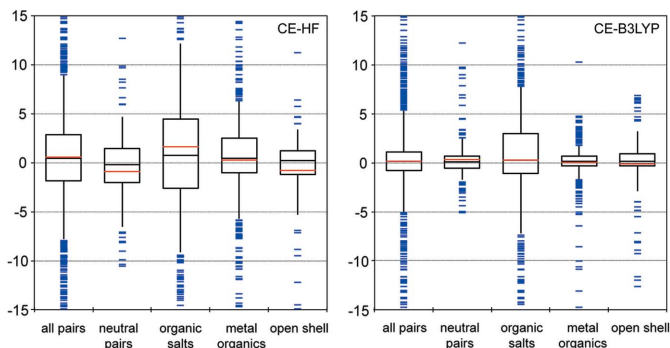 CE-HF
15
10
5
0
-5
-10
-15
all pairs
neutral
pairs
organic
salts
metal
organics
open shell
CE-B3LYP
15
10
5
0
-5
-10
-15
all pairs
neutral
pairs
organic
salts
metal
organics
open shell